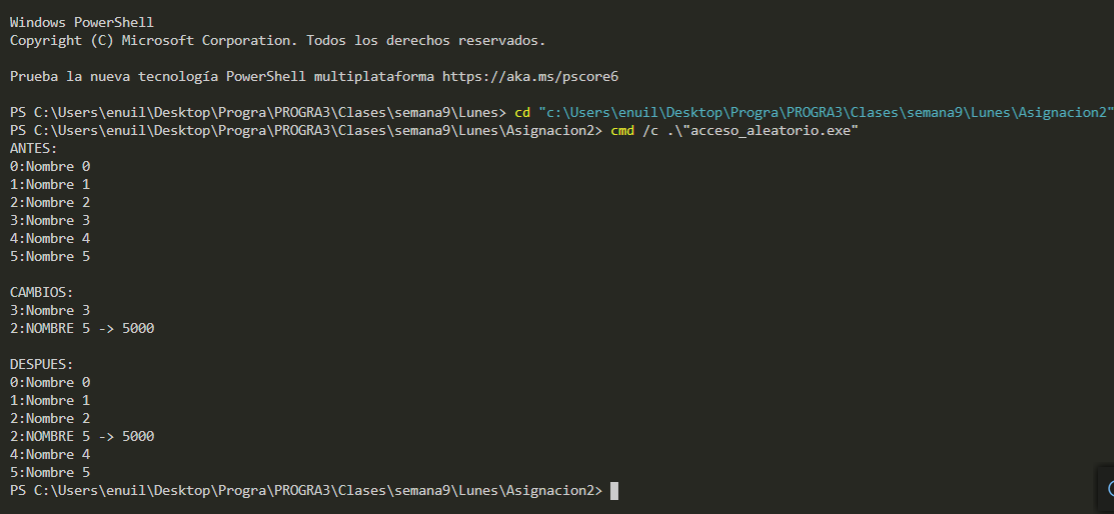 Windows PowerShell
Copyright (C) Microsoft Corporation. Todos los derechos reservados.
Prueba la nueva tecnología PowerShell multiplataforma https://aka.ms/pscore6
PS C:\Users\enuil\Desktop\Progra\PROGRA3\Clases\semana9\Lunes> cd "c:\Users\enuil\Desktop\Progra\PROGRA3\Clases\semana9\Lunes\Asignacion2"
PS C:\Users\enuil\Desktop\Progra\PROGRA3\Clases\semana9\Lunes\Asignacion2> cmd /c .\"acceso_aleatorio.exe"
ANTES:
0:Nombre 0
1:Nombre 1
2:Nombre 2
3:Nombre 3
4:Nombre 4
5:Nombre 5
CAMBIOS:
3:Nombre 3
2:NOMBRE 5 -> 5000
DESPUES:
0:Nombre 0
1:Nombre 1
2:Nombre 2
2:NOMBRE 5 -> 5000
4:Nombre 4
5:Nombre 5
PS C:\Users\enuil\Desktop\Progra\PROGRA3\Clases\semana9\Lunes\Asignacion2>